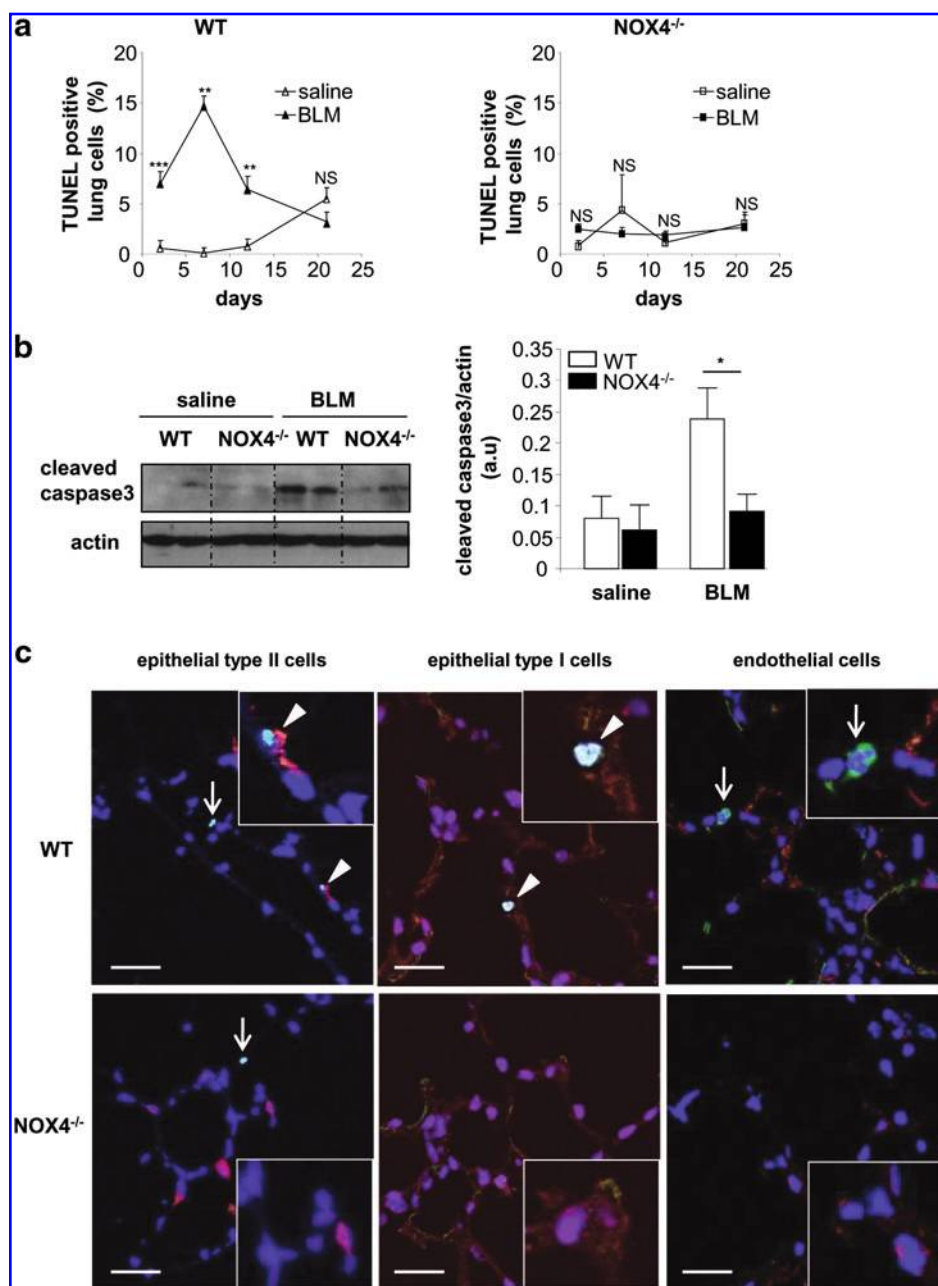 a
WT
NOX4-/-
20
15
10
5
0
TUNEL positive
lung cells (%)
saline
BLM
***
**
**
NS
0 5 10 15 20 25
days
20
15
10
5
0
TUNEL positive
lung cells (%)
saline
BLM
NS
NS
NS
NS
0 5 10 15 20 25
days
b
saline BLM
WT NOX4-/- WT NOX4-/-
cleaved
caspase3
actin
0.35
0.3
0.25
0.2
0.15
0.1
0.05
0
cleaved caspase3/actin
(a.u)
WT
NOX4-/-
*
saline BLM
c
epithelial type II cells epithelial type I cells endothelial cells
WT
NOX4-/-